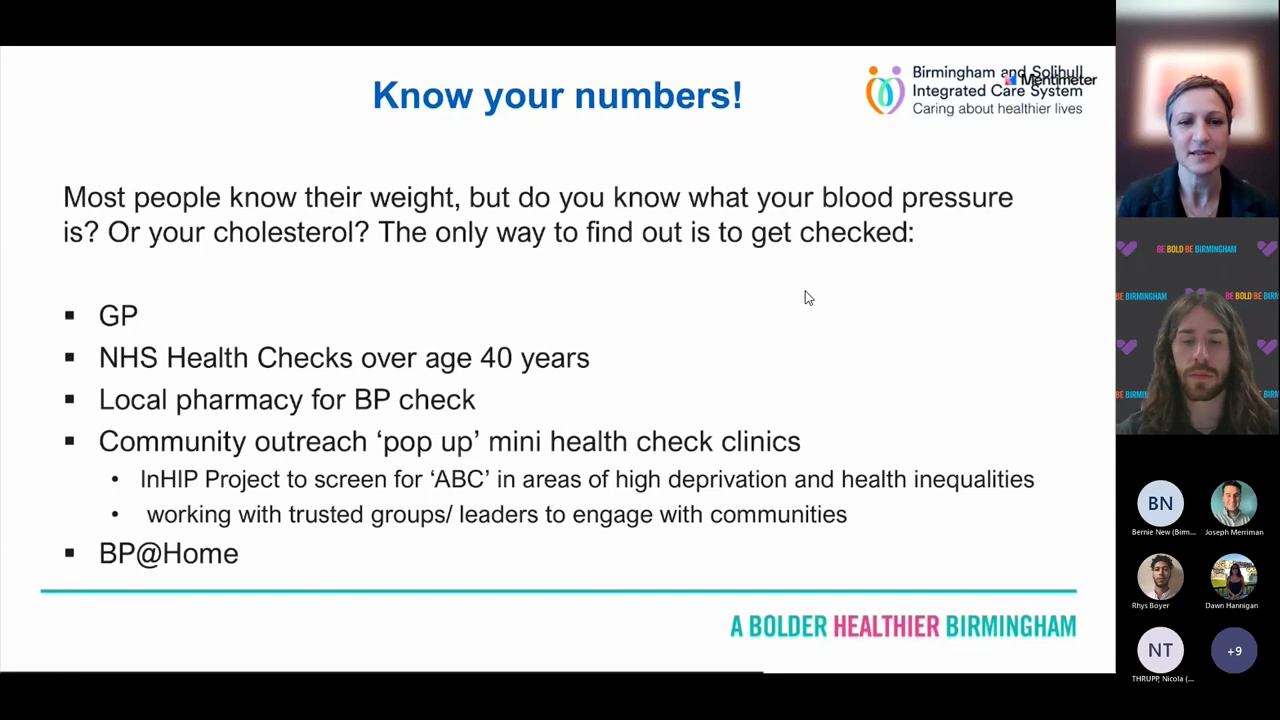 Know your numbers!
Birmingham and Solihull
Integrated Care System
Caring about healthier lives
Mentimeter
Most people know their weight, but do you know what your blood pressure
is? Or your cholesterol? The only way to find out is to get checked:
▪ GP
▪ NHS Health Checks over age 40 years
▪ Local pharmacy for BP check
▪ Community outreach ‘pop up’ mini health check clinics
• InHIP Project to screen for ‘ABC’ in areas of high deprivation and health inequalities
• working with trusted groups/ leaders to engage with communities
▪ BP@Home
A BOLDER HEALTHIER BIRMINGHAM
BE BOLD BE BIRMINGHAM
BE BIRMINGHAM
BE BOLD BE BIRM
BN
Bernie New (Birm...
Joseph Merriman
Rhys Boyer
Dawn Hannigan
NT
THRUPP, Nicola (...
+9